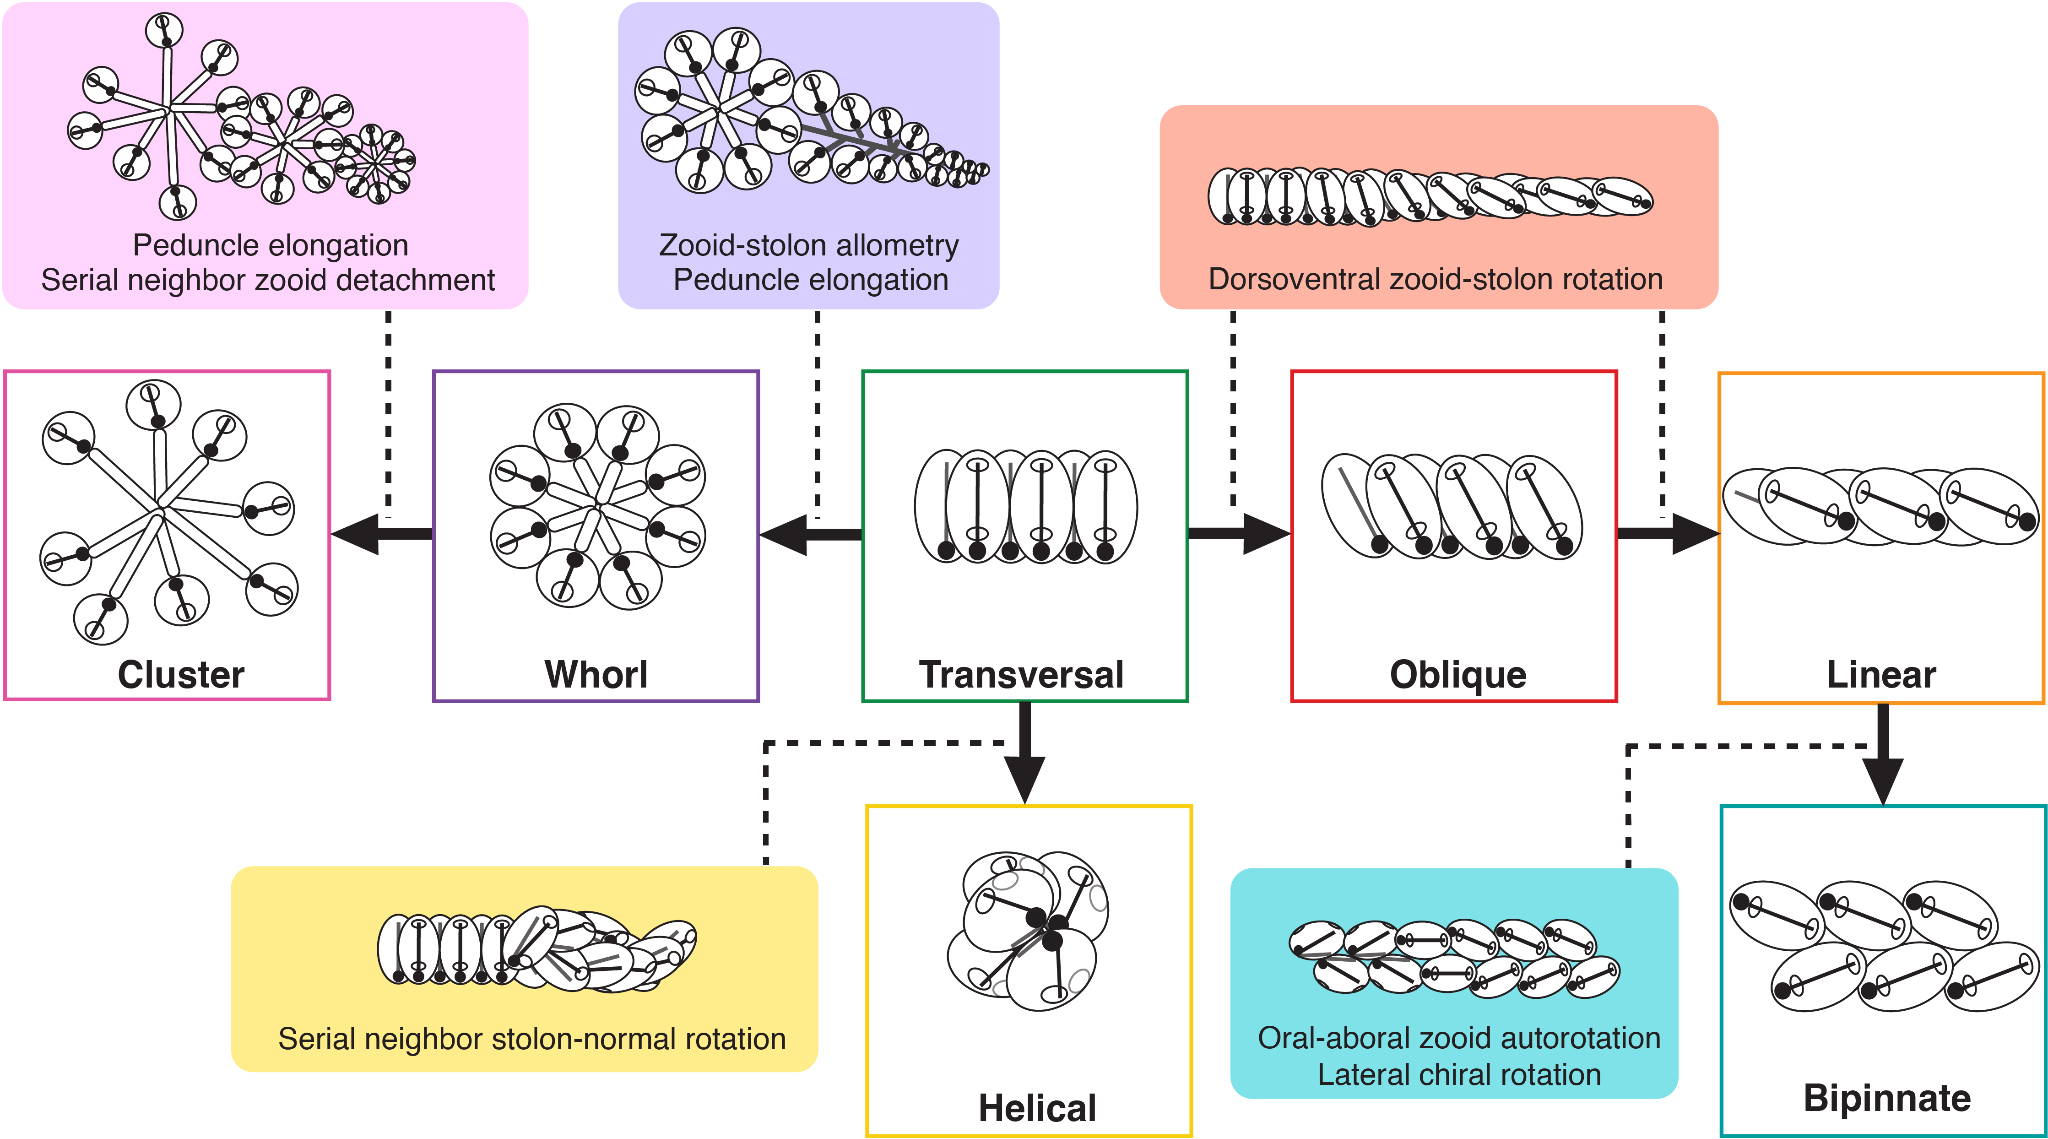 Peduncle elongation
Serial neighbor zooid detachment
Zooid-stolon allometry
Peduncle elongation
Dorsoventral zooid-stolon rotation
Cluster
Whorl
Transversal
Oblique
Linear
Serial neighbor stolon-normal rotation
Helical
Oral-aboral zooid autorotation
Lateral chiral rotation
Bipinnate